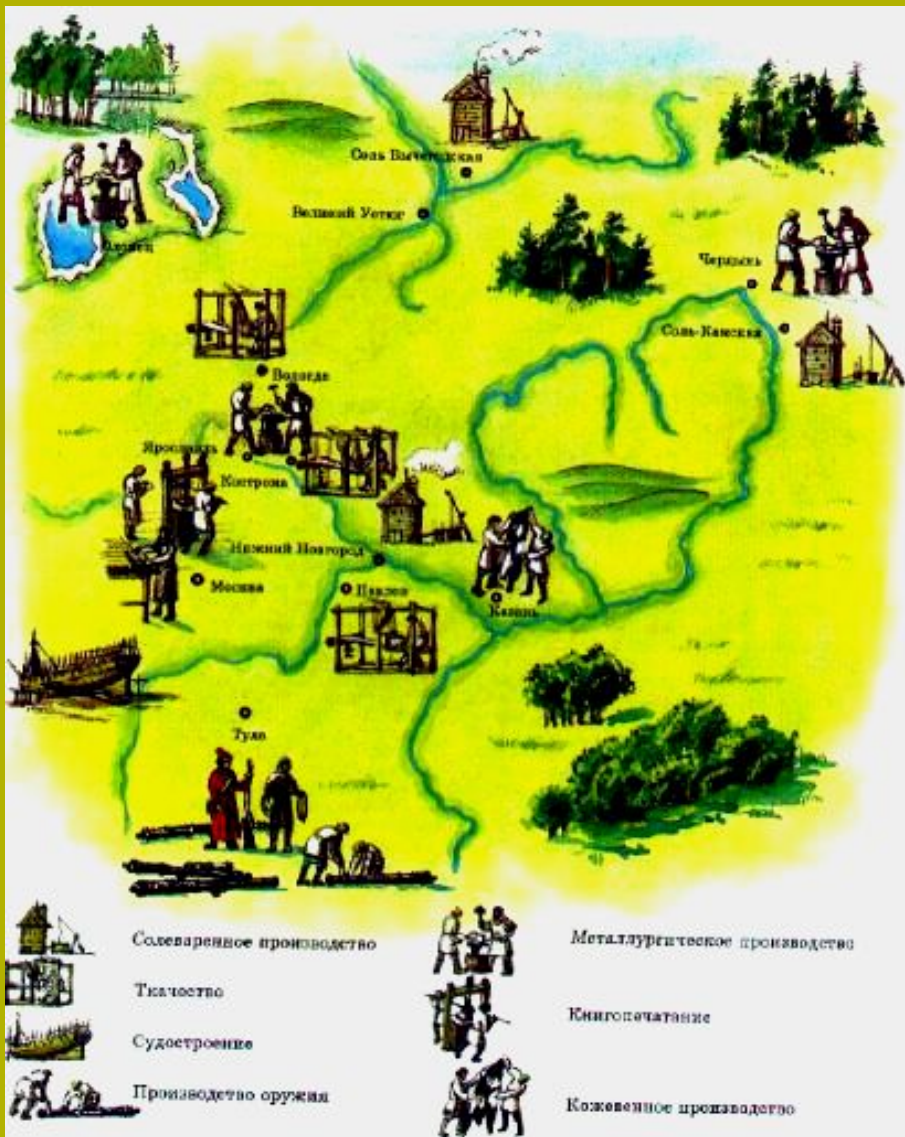 Соль Вычегодская
Великий Устюг
Олонец
Чердынь
Соль-Камская
Вологда
Ярославль
Кострома
Нижний Новгород
Москва
Казань
Тула
Солеваренное производство
Ткачество
Судостроение
Производство оружия
Металлургическое производство
Книгопечатание
Кожевенное производство